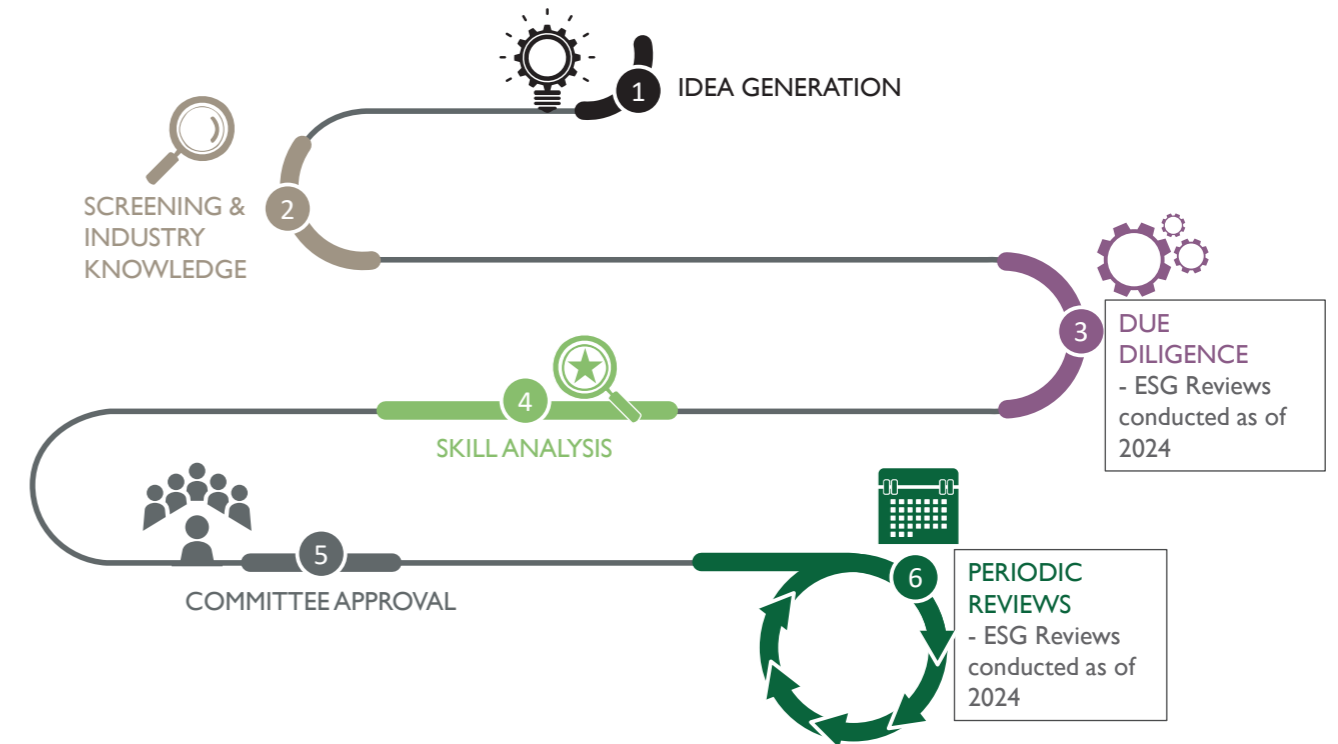 1
IDEA GENERATION
2
SCREENING &
INDUSTRY
KNOWLEDGE
3
DUE
DILIGENCE
- ESG Reviews
conducted as of
2024
4
SKILL ANALYSIS
5
COMMITTEE APPROVAL
6
PERIODIC
REVIEWS
- ESG Reviews
conducted as of
2024